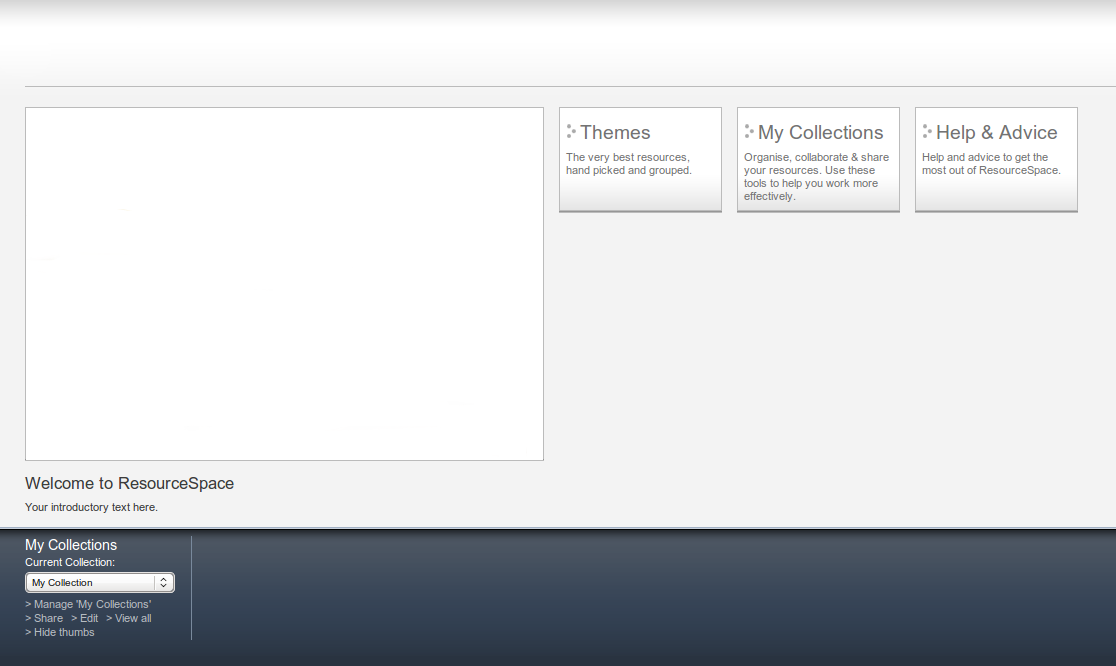 Themes
The very best resources,
hand picked and grouped.
My Collections
Organise, collaborate & share
your resources. Use these
tools to help you work more
effectively.
Help & Advice
Help and advice to get the
most out of ResourceSpace.
Welcome to ResourceSpace
Your introductory text here.
My Collections
Current Collection:
My Collection
> Manage 'My Collections'
> Share > Edit > View all
> Hide thumbs